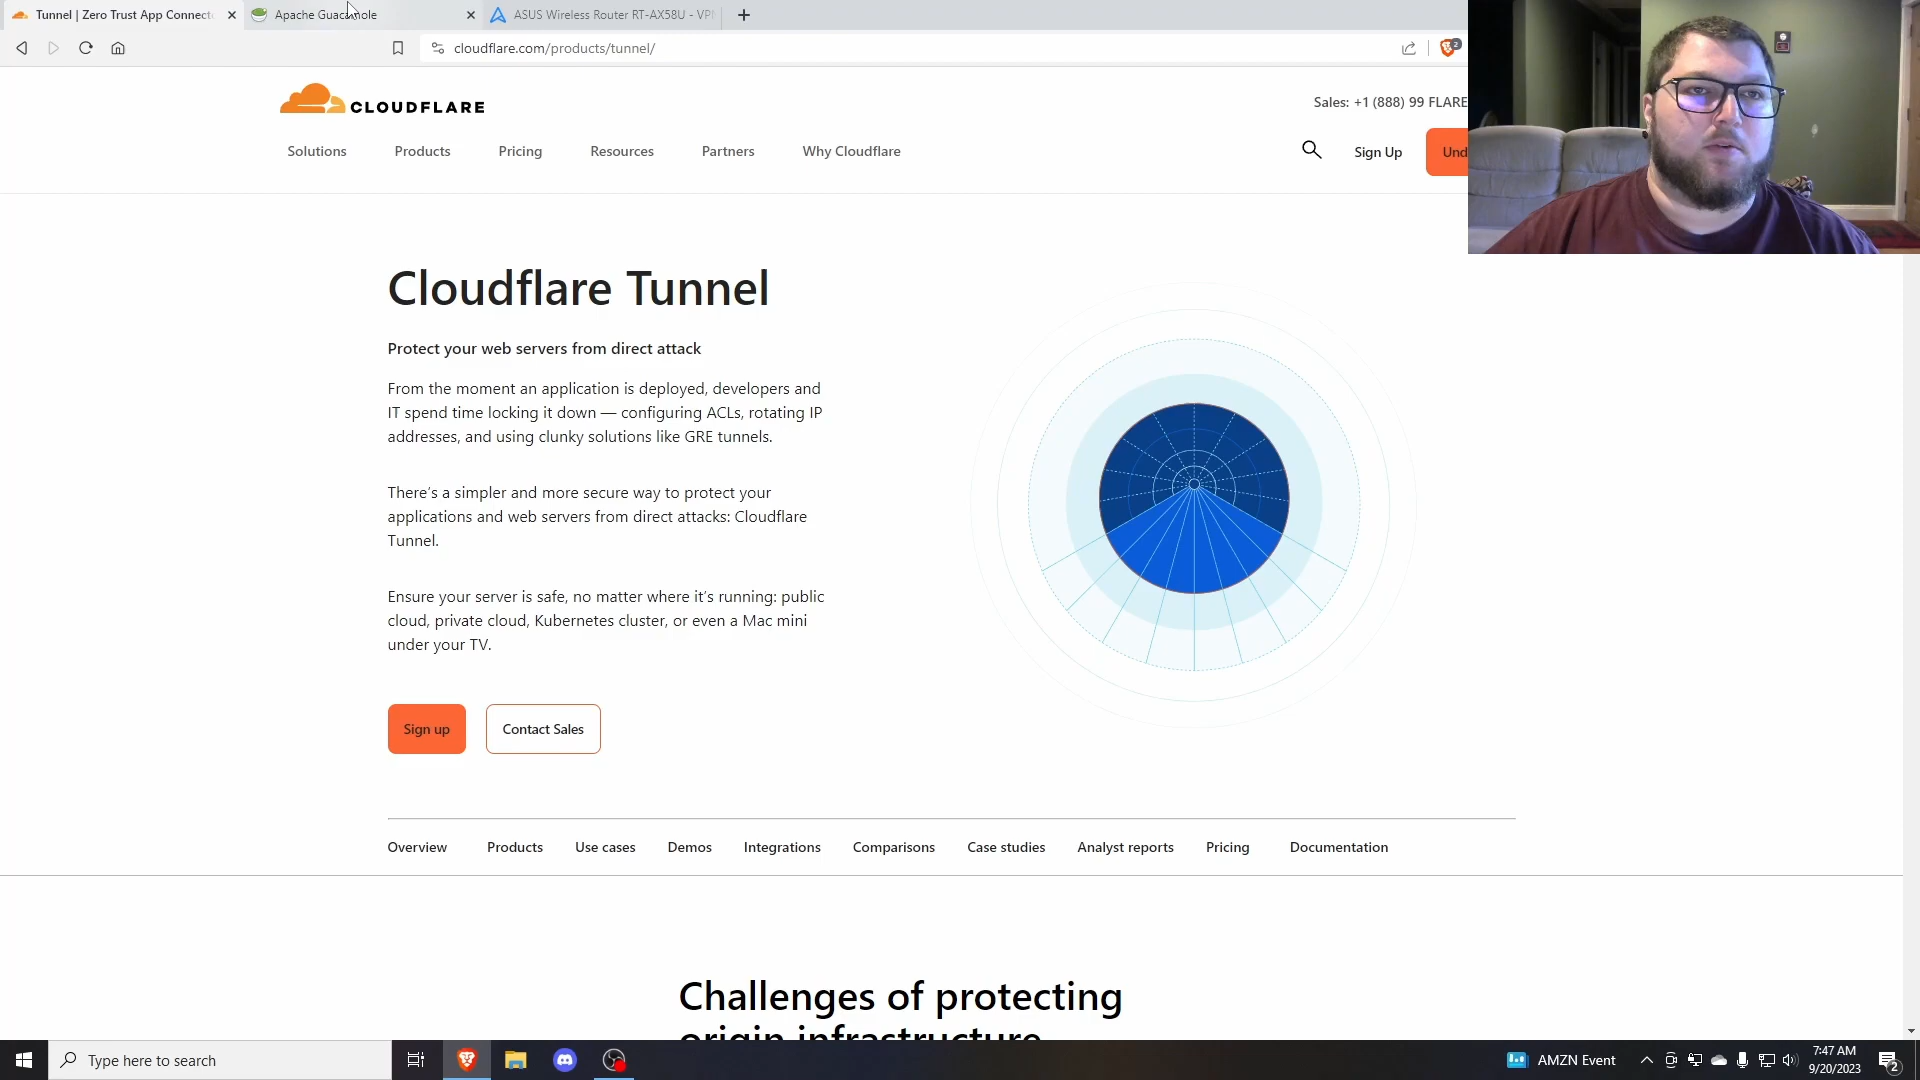 Tunnel | Zero Trust App Connect
Apache Guacamole
ASUS Wireless Router RT-AX58U - VPN
cloudflare.com/products/tunnel/
2
CLOUDFLARE
Sales: +1 (888) 99 FLARE
Solutions
Products
Pricing
Resources
Partners
Why Cloudflare
Sign Up
Und
Cloudflare Tunnel
Protect your web servers from direct attack
From the moment an application is deployed, developers and
IT spend time locking it down — configuring ACLs, rotating IP
addresses, and using clunky solutions like GRE tunnels.
There's a simpler and more secure way to protect your
applications and web servers from direct attacks: Cloudflare
Tunnel.
Ensure your server is safe, no matter where it's running: public
cloud, private cloud, Kubernetes cluster, or even a Mac mini
under your TV.
Sign up
Contact Sales
Overview
Products
Use cases
Demos
Integrations
Comparisons
Case studies
Analyst reports
Pricing
Documentation
Challenges of protecting
origin infrastructure
Type here to search
AMZN Event
7:47 AM
9/20/2023
2